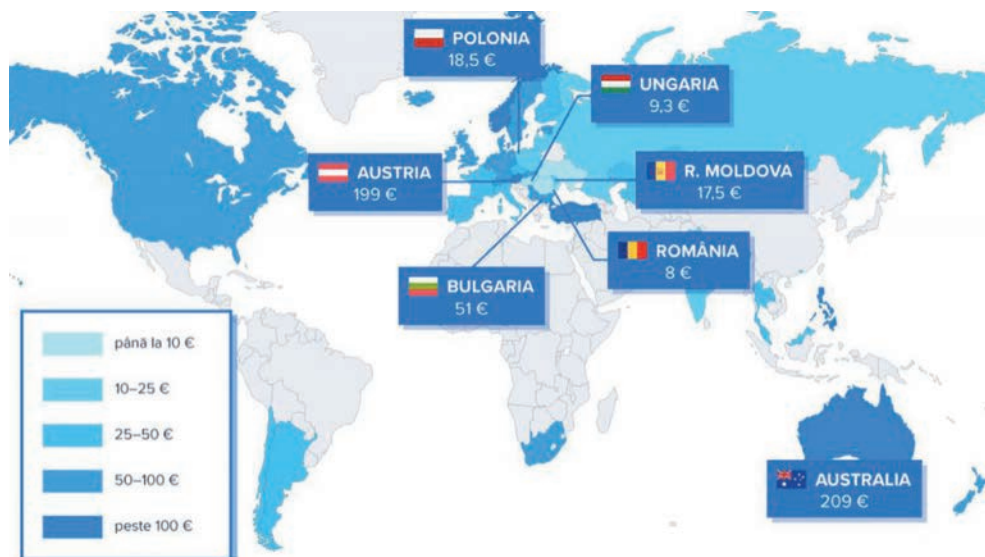 POLONIA
18,5 €
UNGARIA
9,3 €
AUSTRIA
199 €
R. MOLDOVA
17,5 €
ROMÂNIA
8 €
BULGARIA
51 €
până la 10 €
10–25 €
25–50 €
50–100 €
peste 100 €
AUSTRALIA
209 €